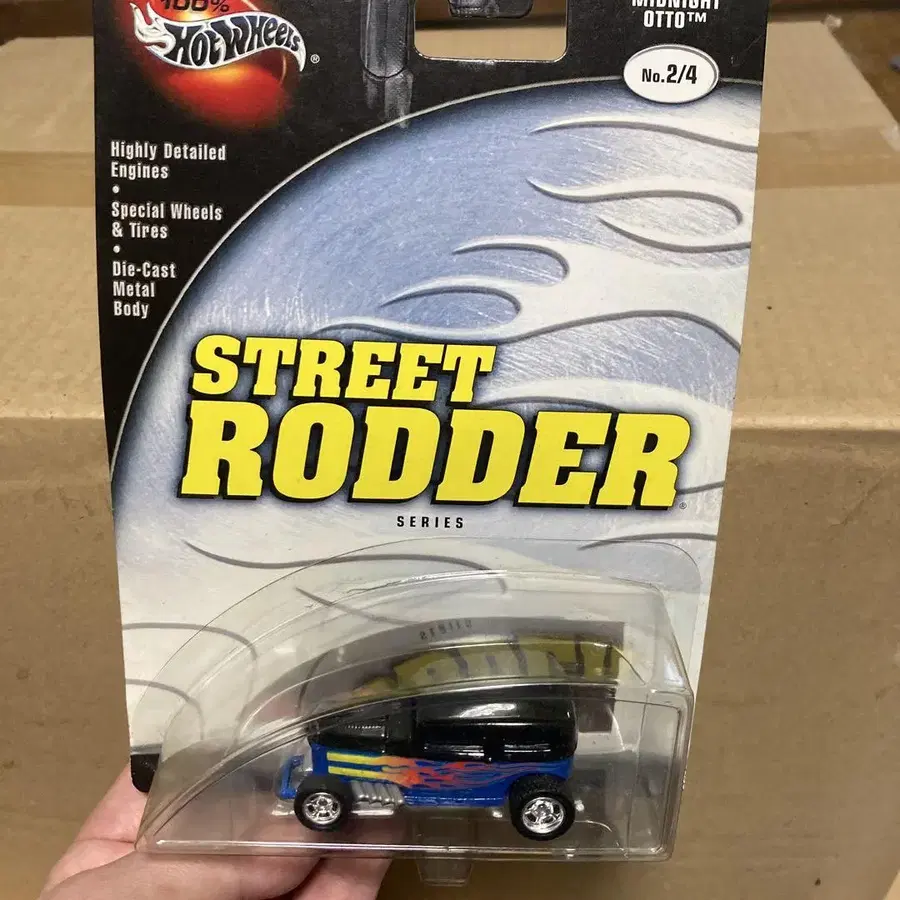 100%
Hot Wheels®
MIDNIGHT
OTTO™
No.2/4
Highly Detailed
Engines
•
Special Wheels
& Tires
•
Die-Cast
Metal
Body
STREET
RODDER®
SERIES